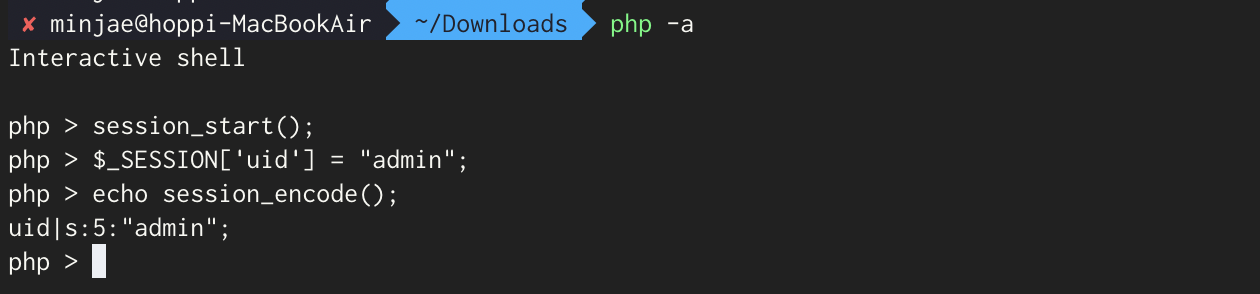 ✘ minjae@hoppi-MacBookAir ~/Downloads php -a
Interactive shell
php > session_start();
php > $_SESSION['uid'] = "admin";
php > echo session_encode();
uid|s:5:"admin";
php >